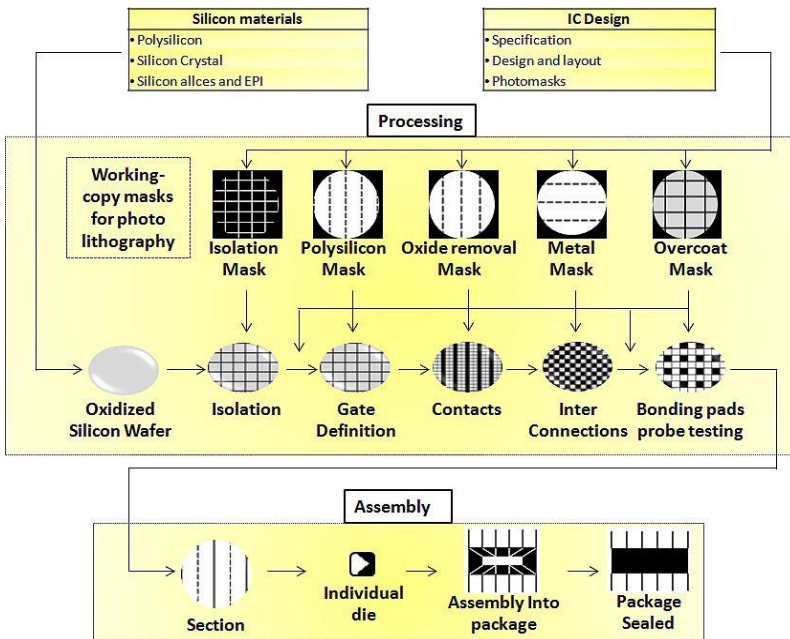 Silicon materials
• Polysilicon
• Silicon Crystal
• Silicon allces and EPI
IC Design
• Specification
• Design and layout
• Photomasks
Processing
Working-
copy masks
for photo
lithography
Isolation
Mask
Polysilicon
Mask
Oxide removal
Mask
Metal
Mask
Overcoat
Mask
Oxidized
Silicon Wafer
Isolation
Gate
Definition
Contacts
Inter
Connections
Bonding pads
probe testing
Assembly
Section
Individual
die
Assembly Into
package
Package
Sealed